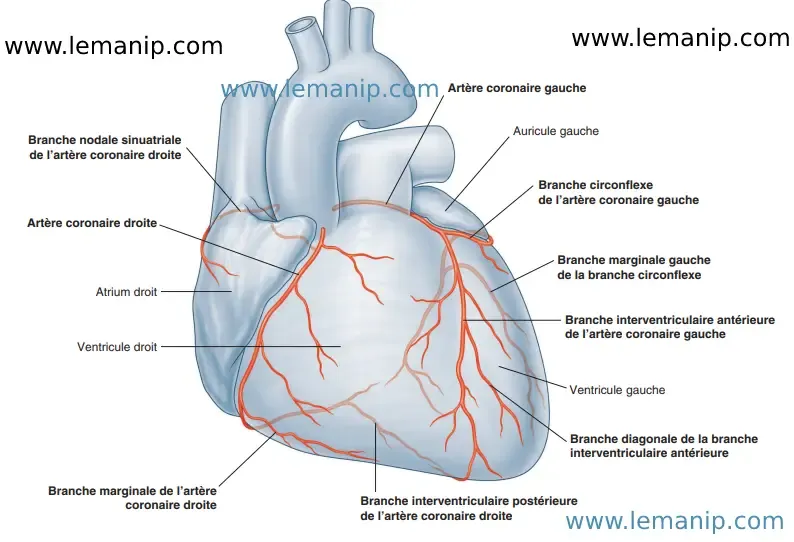 www.lemanip.com
www.lemanip.com
www.lemanip.com
Artère coronaire gauche
Auricule gauche
Branche nodale sinuatriale
de l'artère coronaire droite
Branche circonflexe
de l'artère coronaire gauche
Artère coronaire droite
Branche marginale gauche
de la branche circonflexe
Atrium droit
Branche interventriculaire antérieure
de l'artère coronaire gauche
Ventricule droit
Ventricule gauche
Branche diagonale de la branche
interventriculaire antérieure
Branche marginale de l'artère
coronaire droite
Branche interventriculaire postérieure
de l'artère coronaire droite
www.lemanip.com